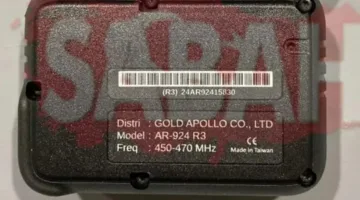 SABAH
(R3) 24AR92415830
Distri : GOLD APOLLO CO., LTD
Model : AR-924 R3
Freq : 450-470 MHz
CE
Made in Taiwan